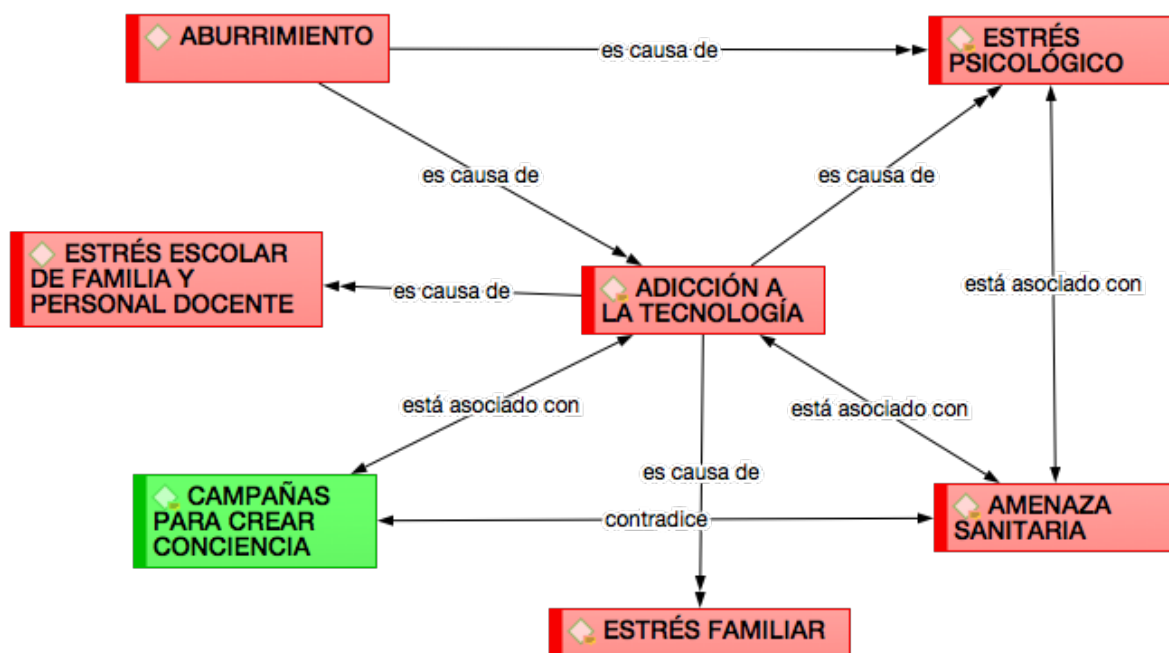 ABURRIMIENTO
es causa de
ESTRÉS
PSICOLÓGICO
es causa de
es causa de
ESTRÉS ESCOLAR
DE FAMILIA Y
PERSONAL DOCENTE
es causa de
ADICCIÓN A
LA TECNOLOGÍA
está asociado con
está asociado con
está asociado con
es causa de
CAMPAÑAS
PARA CREAR
CONCIENCIA
contradice
AMENAZA
SANITARIA
ESTRÉS FAMILIAR